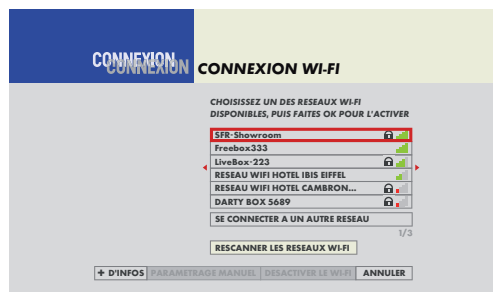 CONNEXION
CONNEXION
CONNEXION WI-FI
CHOISISSEZ UN DES RESEAUX WI-FI
DISPONIBLES, PUIS FAITES OK POUR L'ACTIVER
SFR-Showroom
Freebox333
LiveBox-223
RESEAU WIFI HOTEL IBIS EIFFEL
RESEAU WIFI HOTEL CAMBRON...
DARTY BOX 5689
SE CONNECTER A UN AUTRE RESEAU
1/3
RESCANNER LES RESEAUX WI-FI
+ D'INFOS PARAMETRAGE MANUEL DESACTIVER LE WI-FI ANNULER